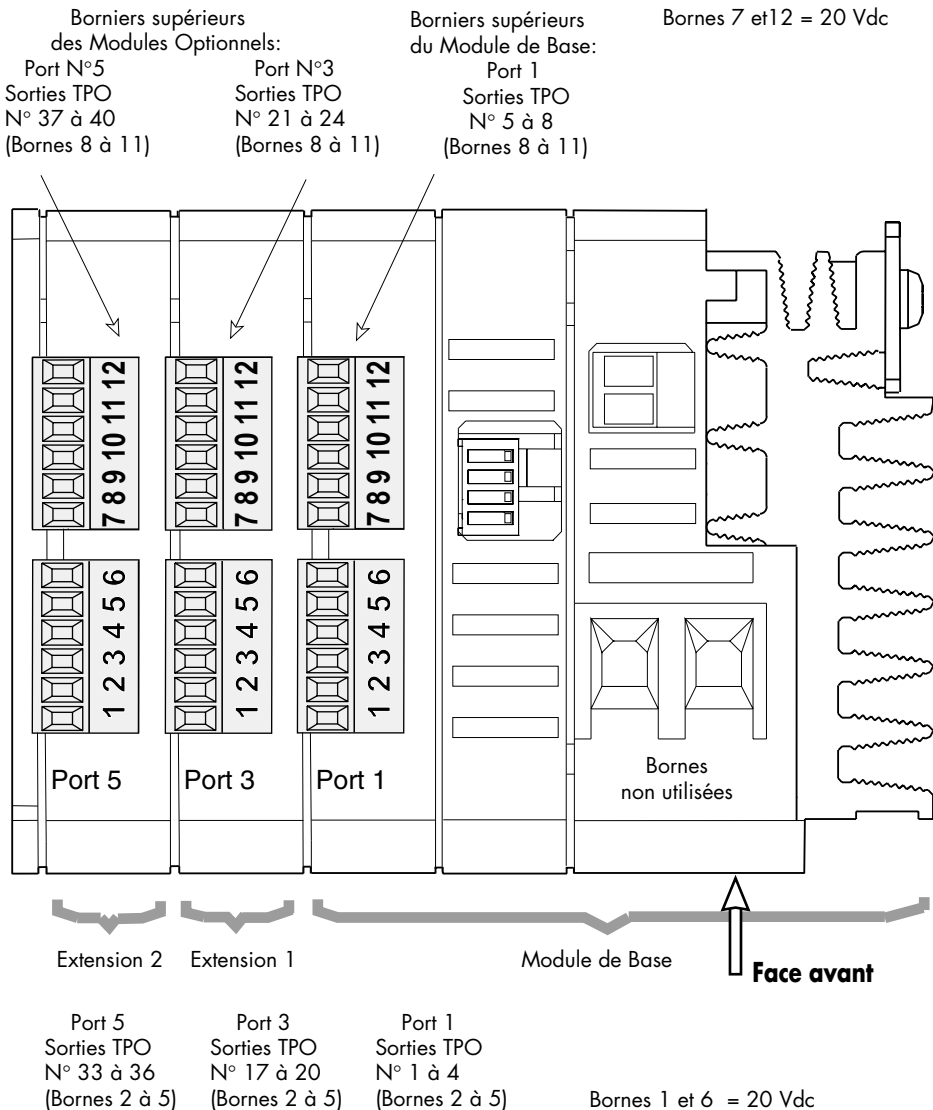 Borniers supérieurs
des Modules Optionnels:
Port N°5
Sorties TPO
N° 37 à 40
(Bornes 8 à 11)
Port N°3
Sorties TPO
N° 21 à 24
(Bornes 8 à 11)
Borniers supérieurs
du Module de Base:
Port 1
Sorties TPO
N° 5 à 8
(Bornes 8 à 11)
Bornes 7 et12 = 20 Vdc
7 8 9 10 11 12
7 8 9 10 11 12
7 8 9 10 11 12
1 2 3 4 5 6
1 2 3 4 5 6
1 2 3 4 5 6
Port 5
Port 3
Port 1
Bornes
non utilisées
Extension 2
Extension 1
Module de Base
Face avant
Port 5
Sorties TPO
N° 33 à 36
(Bornes 2 à 5)
Port 3
Sorties TPO
N° 17 à 20
(Bornes 2 à 5)
Port 1
Sorties TPO
N° 1 à 4
(Bornes 2 à 5)
Bornes 1 et 6 = 20 Vdc